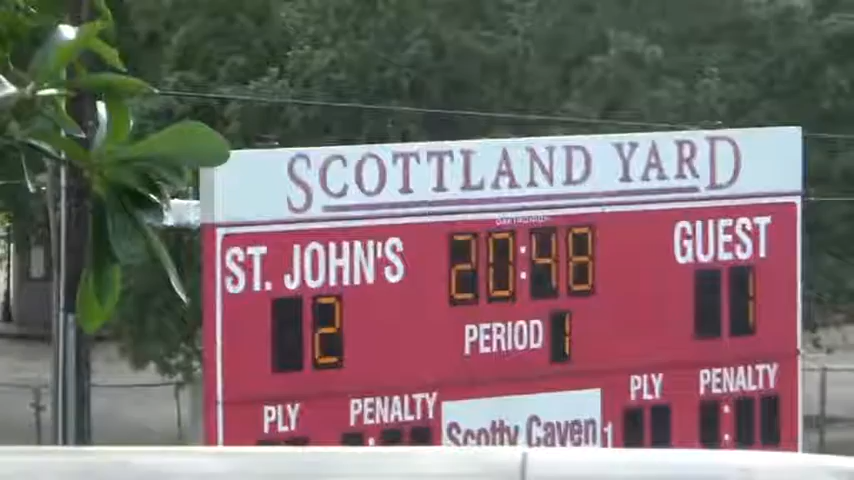 SCOTTLAND YARD
ST. JOHN'S 20:48 GUEST
2 1
PERIOD 1
PLY PENALTY PLY PENALTY
Scotty Caven